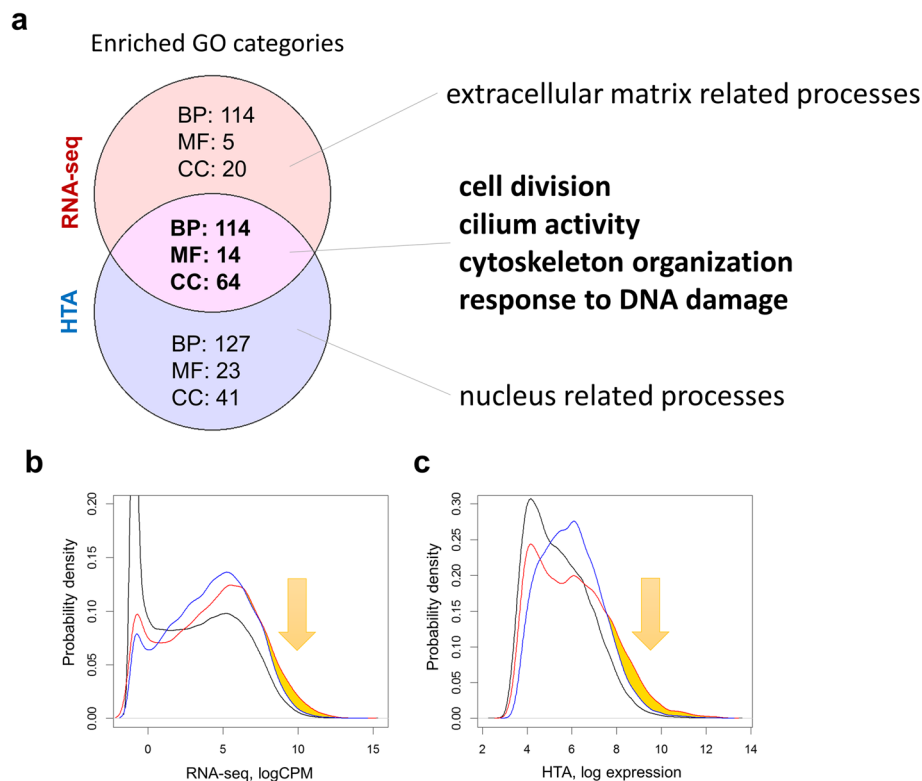 a
Enriched GO categories
RNA-seq
BP: 114
MF: 5
CC: 20
extracellular matrix related processes
BP: 114
MF: 14
CC: 64
cell division
cilium activity
cytoskeleton organization
response to DNA damage
HTA
BP: 127
MF: 23
CC: 41
nucleus related processes
b
Probability density
0.20
0.15
0.10
0.05
0.00
0 5 10 15
RNA-seq, logCPM
c
Probability density
0.30
0.25
0.20
0.15
0.10
0.05
0.00
2 4 6 8 10 12 14
HTA, log expression